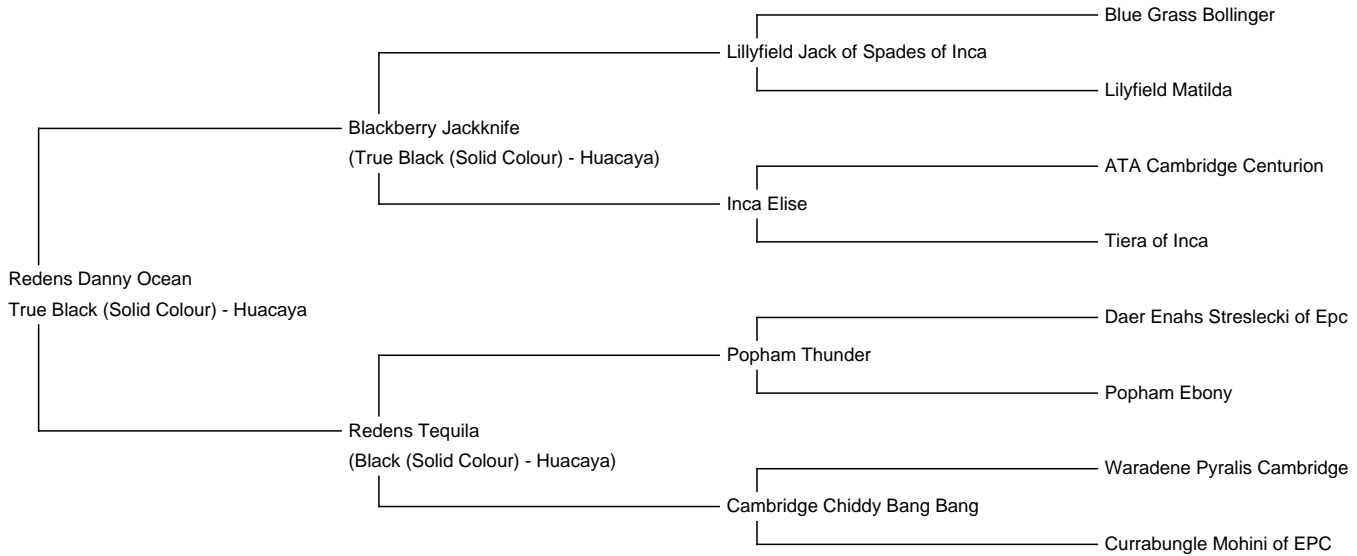 Blue Grass Bollinger
Lillyfield Jack of Spades of Inca
Lilyfield Matilda
Blackberry Jackknife
(True Black (Solid Colour) - Huacaya)
ATA Cambridge Centurion
Inca Elise
Tiera of Inca
Redens Danny Ocean
True Black (Solid Colour) - Huacaya
Daer Enahs Streslecki of Epc
Popham Thunder
Popham Ebony
Redens Tequila
(Black (Solid Colour) - Huacaya)
Waradene Pyralis Cambridge
Cambridge Chiddy Bang Bang
Currabungle Mohini of EPC